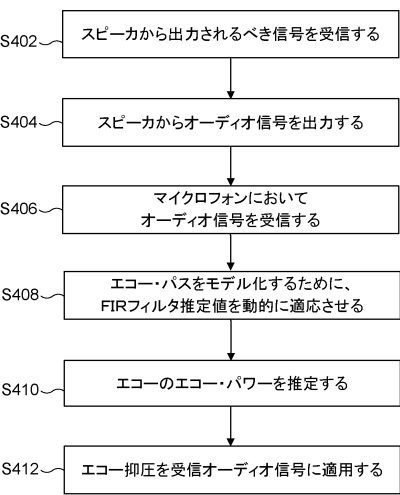 S402
スピーカから出力されるべき信号を受信する
S404
スピーカからオーディオ信号を出力する
S406
マイクロフォンにおいて
オーディオ信号を受信する
S408
エコー・パスをモデル化するために、
FIRフィルタ推定値を動的に適応させる
S410
エコーのエコー・パワーを推定する
S412
エコー抑圧を受信オーディオ信号に適用する